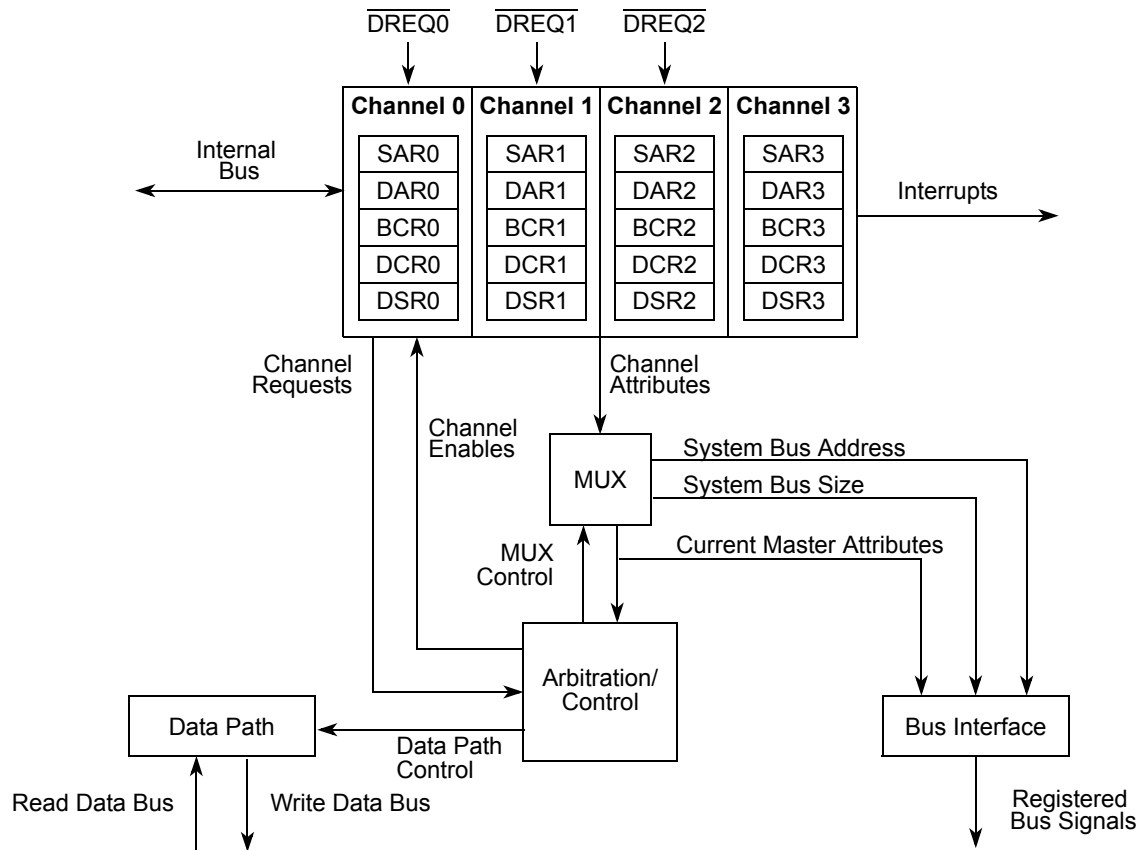 DREQ0 DREQ1 DREQ2
Channel 0 Channel 1 Channel 2 Channel 3
SAR0 SAR1 SAR2 SAR3
DAR0 DAR1 DAR2 DAR3
BCR0 BCR1 BCR2 BCR3
DCR0 DCR1 DCR2 DCR3
DSR0 DSR1 DSR2 DSR3
Internal
Bus
Interrupts
Channel
Requests
Channel
Enables
Channel
Attributes
MUX
System Bus Address
System Bus Size
Current Master Attributes
MUX
Control
Arbitration/
Control
Data Path
Data Path
Control
Bus Interface
Read Data Bus
Write Data Bus
Registered
Bus Signals